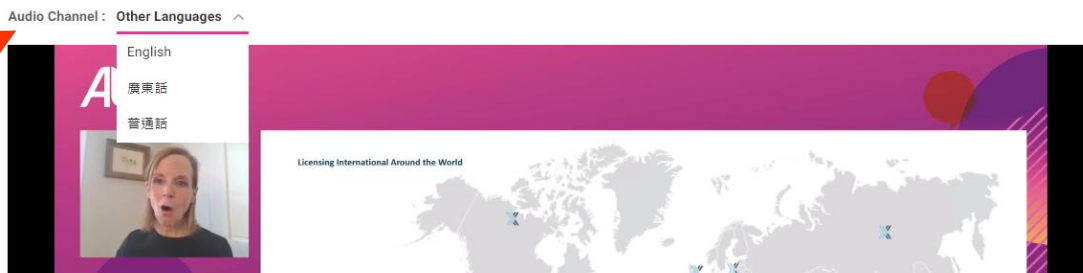 Audio Channel : Other Languages
English
廣東話
普通話
Licensing International Around the World